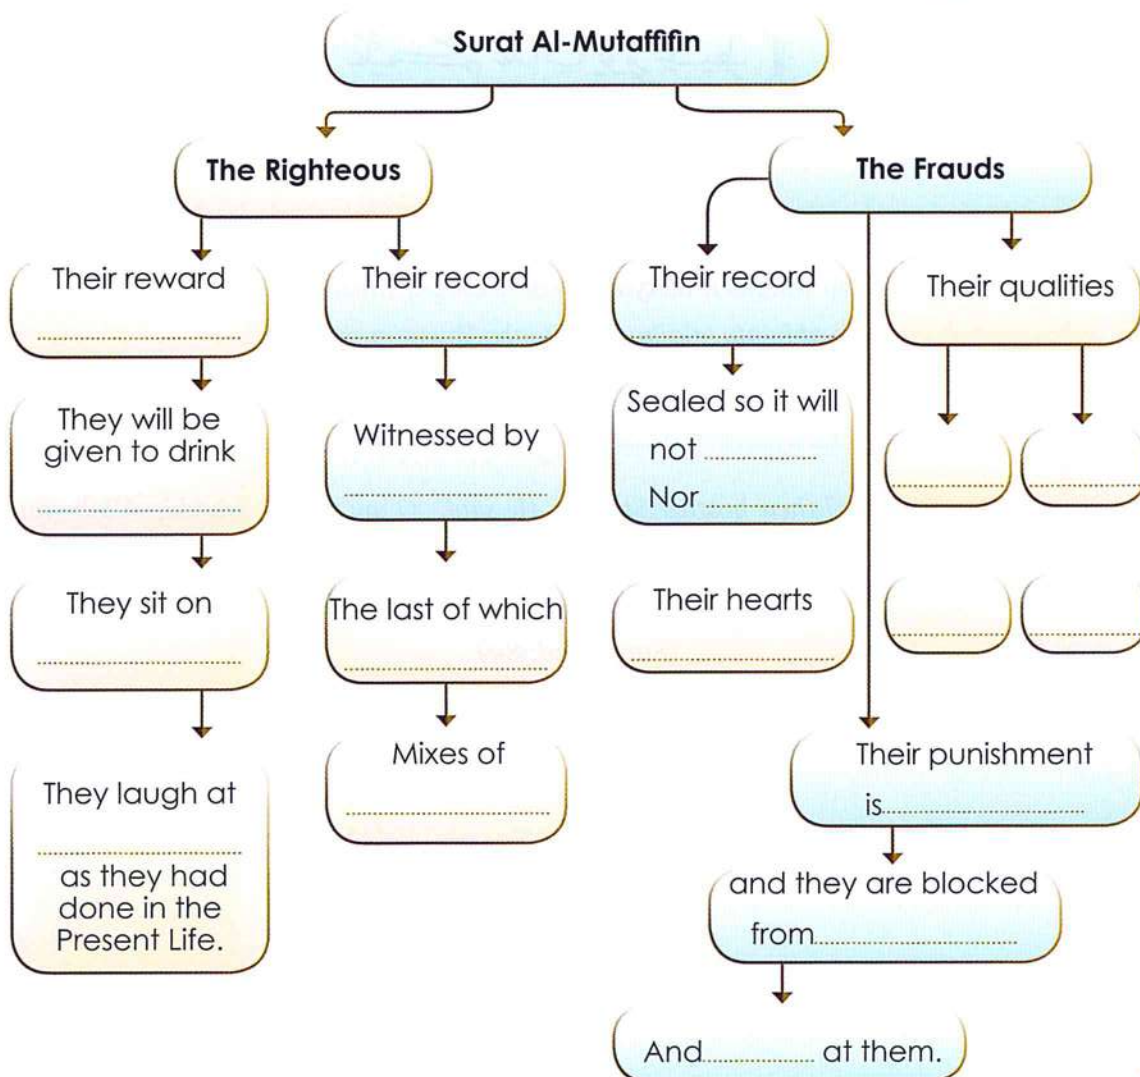 Surat Al-Mutaffifin
The Righteous
The Frauds
Their reward
....................
Their record
....................
Their record
....................
Their qualities
They will be
given to drink
....................
Witnessed by
....................
Sealed so it will
not ..........
Nor ..........
..........
..........
They sit on
....................
The last of which
....................
Their hearts
....................
..........
..........
They laugh at
....................
as they had
done in the
Present Life.
Mixes of
....................
Their punishment
is....................
and they are blocked
from....................
And.......... at them.